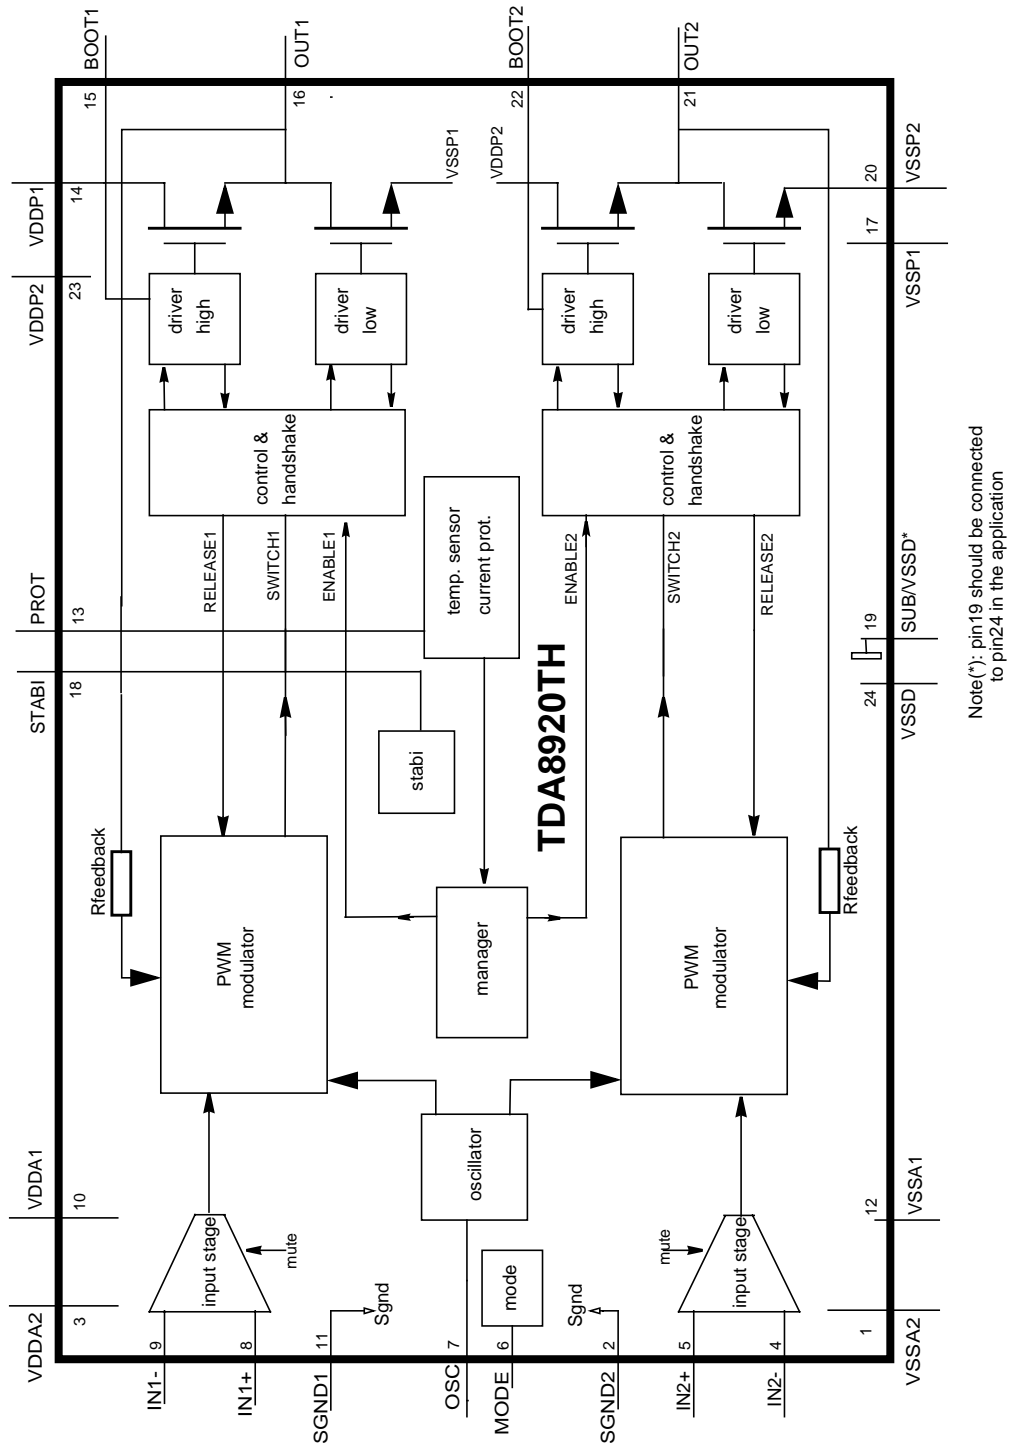 VDDA2
3
VDDA1
10
STABI
18
PROT
13
VDDP2
23
VDDP1
14
BOOT1
15
IN1-
9
IN1+
8
input stage
mute
PWM
modulator
Rfeedback
RELEASE1
SWITCH1
ENABLE1
control &
handshake
driver
high
driver
low
VSSP1
16
OUT1
SGND1
11
Sgnd
OSC
7
oscillator
MODE
6
mode
manager
stabi
temp. sensor
current prot.
TDA8920TH
VDDP2
22
BOOT2
SGND2
2
Sgnd
ENABLE2
SWITCH2
RELEASE2
control &
handshake
driver
high
driver
low
21
OUT2
IN2+
5
IN2-
4
input stage
mute
PWM
modulator
Rfeedback
1
VSSA2
12
VSSA1
24
VSSD
19
SUB/VSSD*
17
VSSP1
20
VSSP2
Note(*): pin19 should be connected
to pin24 in the application